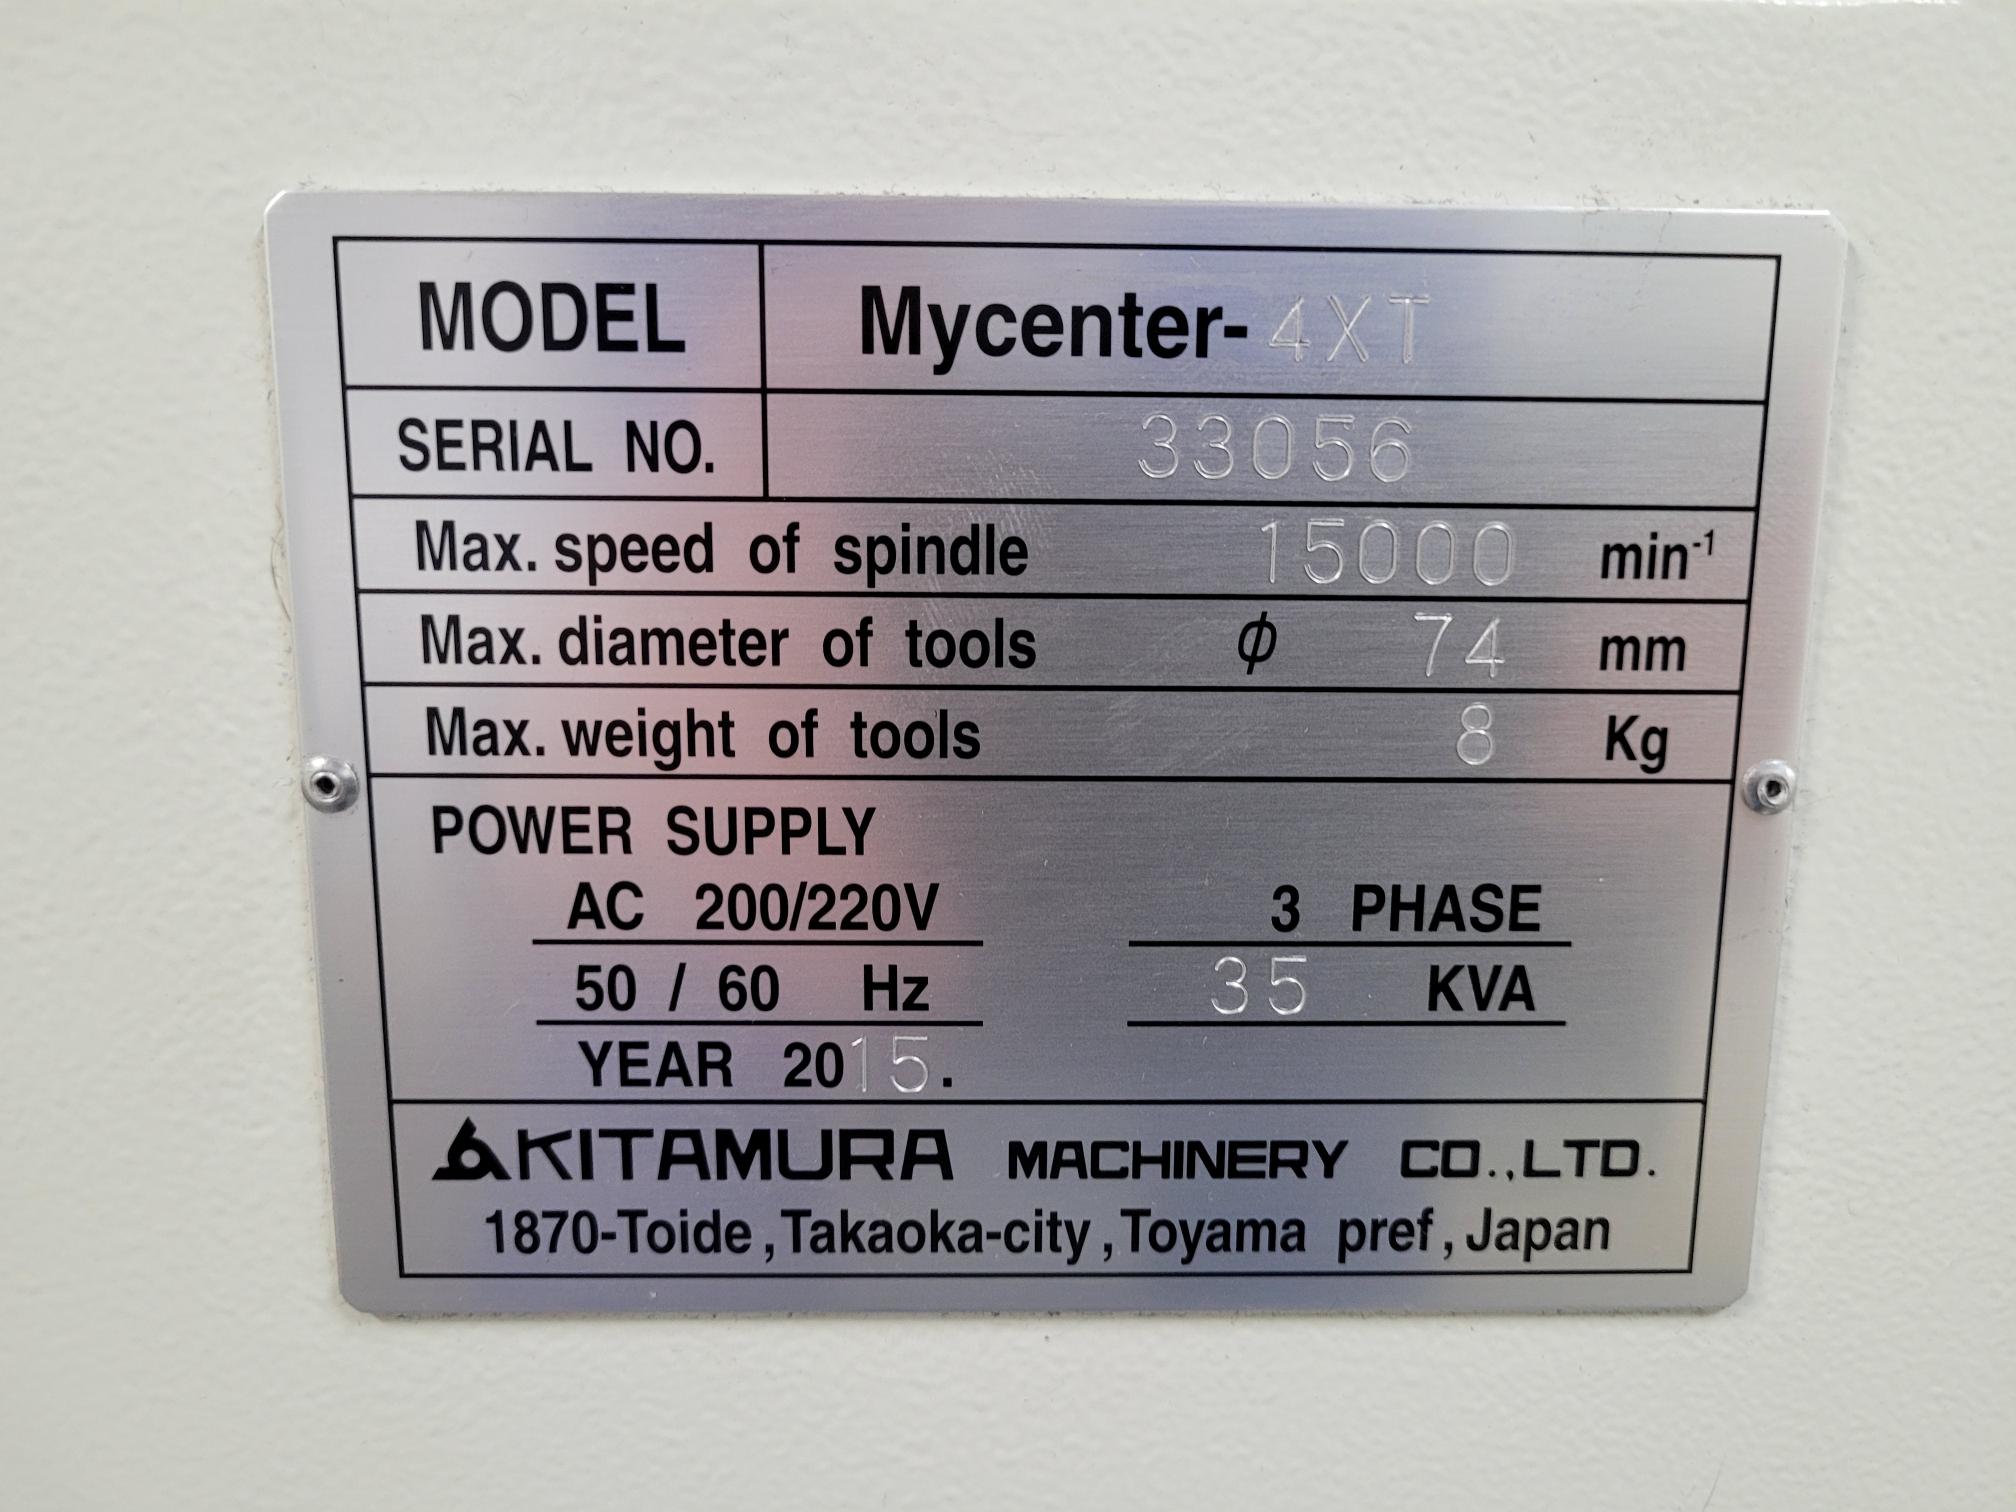 MODEL Mycenter-4XT
SERIAL NO. 33056
Max. speed of spindle 15000 min⁻¹
Max. diameter of tools ϕ 74 mm
Max. weight of tools 8 Kg
POWER SUPPLY
AC 200/220V 3 PHASE
50 / 60 Hz 35 KVA
YEAR 2015.
KITAMURA MACHINERY CO.,LTD.
1870-Toide,Takaoka-city,Toyama pref,Japan